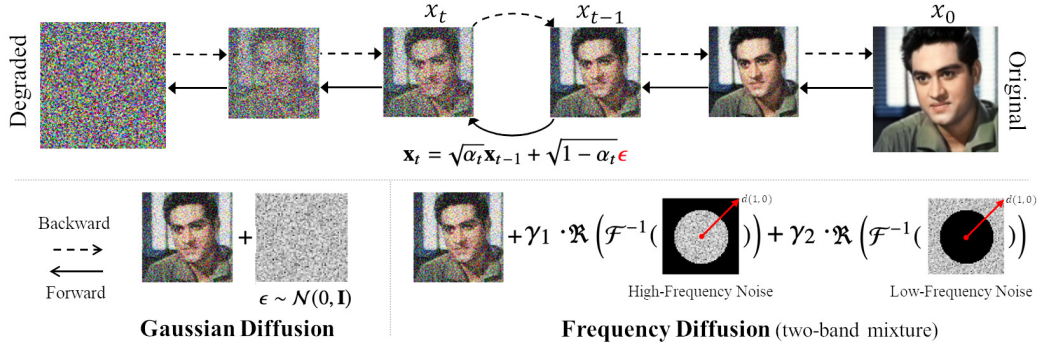 x_t
x_{t−1}
x_0
Degraded
Original
x_t = √α_t x_{t−1} + √1 − α_t ϵ
Backward
Forward
+
ϵ ∼ 𝒩(0, I)
Gaussian Diffusion
+ γ_1 · ℜ ( ℱ^{−1}( ) ) + γ_2 · ℜ ( ℱ^{−1}( ) )
d(1,0)
d(1,0)
High-Frequency Noise
Low-Frequency Noise
Frequency Diffusion (two-band mixture)